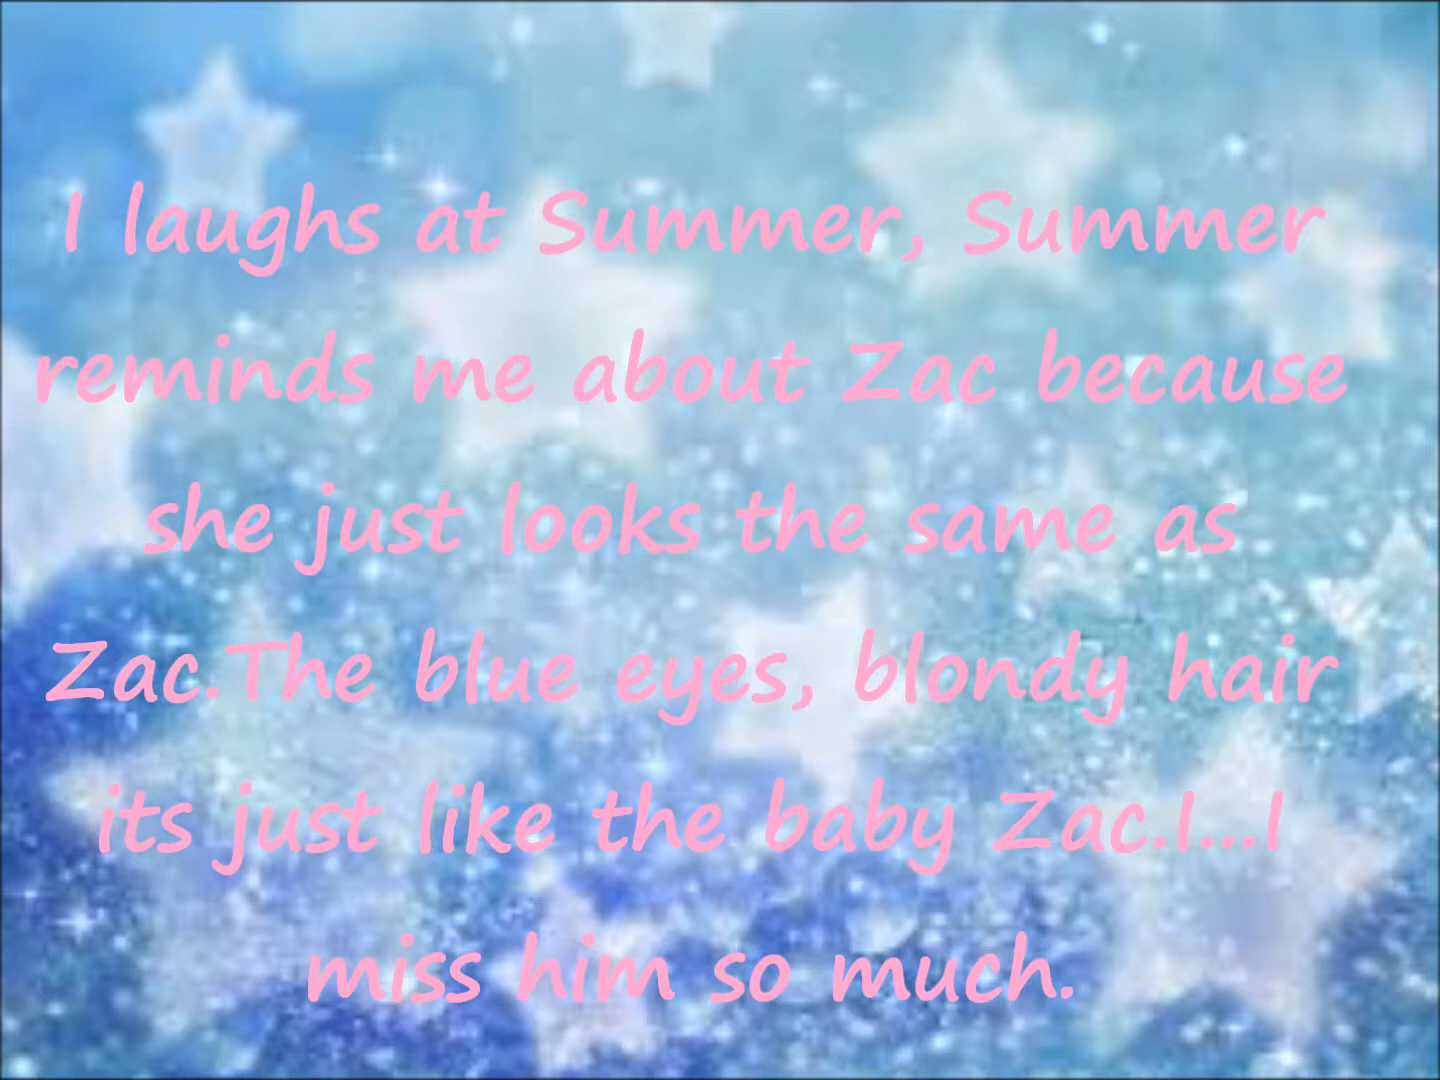 I laughs at Summer, Summer
reminds me about Zac because
she just looks the same as
Zac.The blue eyes, blondy hair
its just like the baby Zac.I...I
miss him so much.